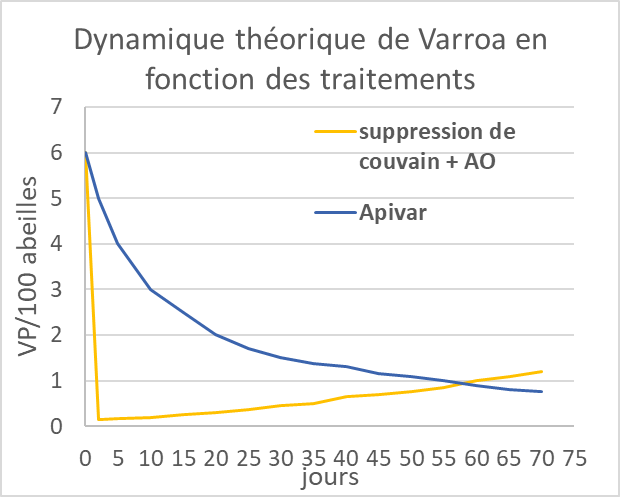 Dynamique théorique de Varroa en
fonction des traitements
VP/100 abeilles
7
6
5
4
3
2
1
0
suppression de
couvain + AO
Apivar
0 5 10 15 20 25 30 35 40 45 50 55 60 65 70 75
jours